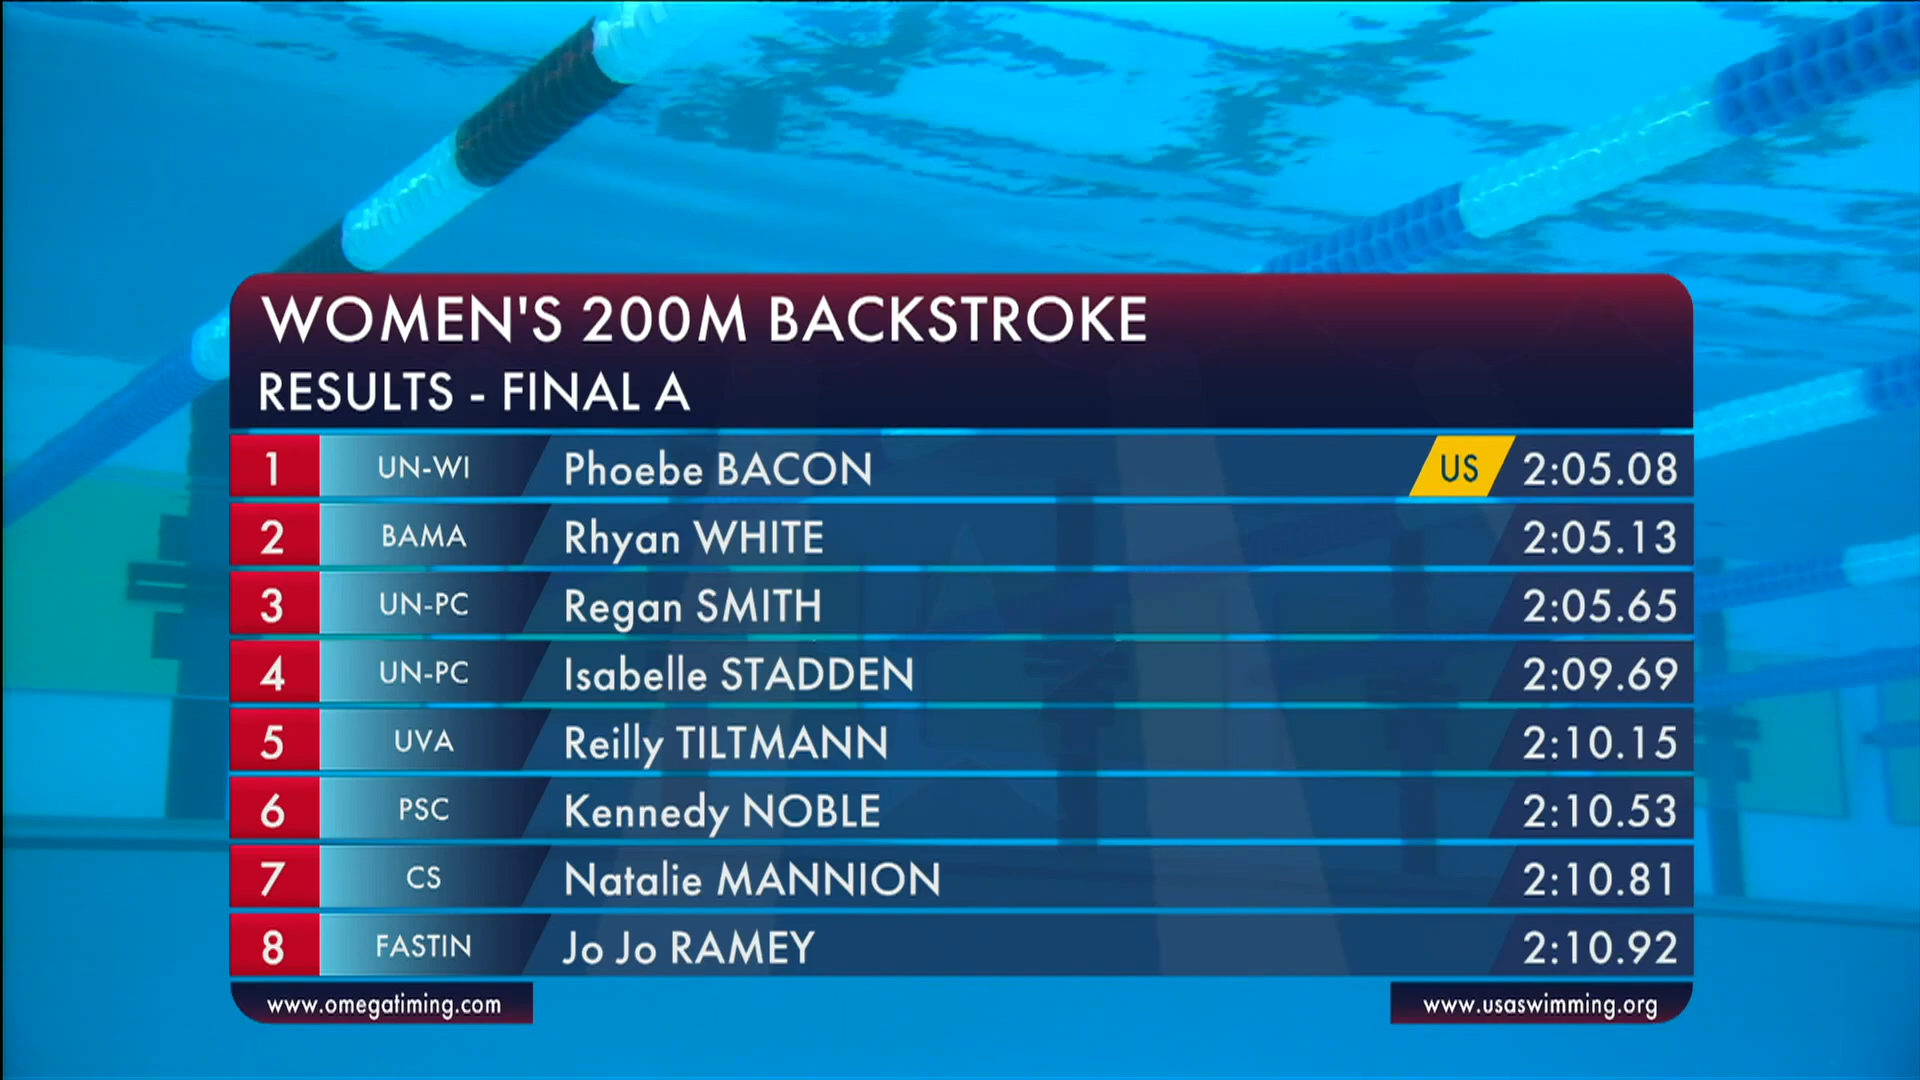 WOMEN'S 200M BACKSTROKE
RESULTS - FINAL A
1 UN-WI Phoebe BACON US 2:05.08
2 BAMA Rhyan WHITE 2:05.13
3 UN-PC Regan SMITH 2:05.65
4 UN-PC Isabelle STADDEN 2:09.69
5 UVA Reilly TILTMANN 2:10.15
6 PSC Kennedy NOBLE 2:10.53
7 CS Natalie MANNION 2:10.81
8 FASTIN Jo Jo RAMEY 2:10.92
www.omegatiming.com www.usaswimming.org